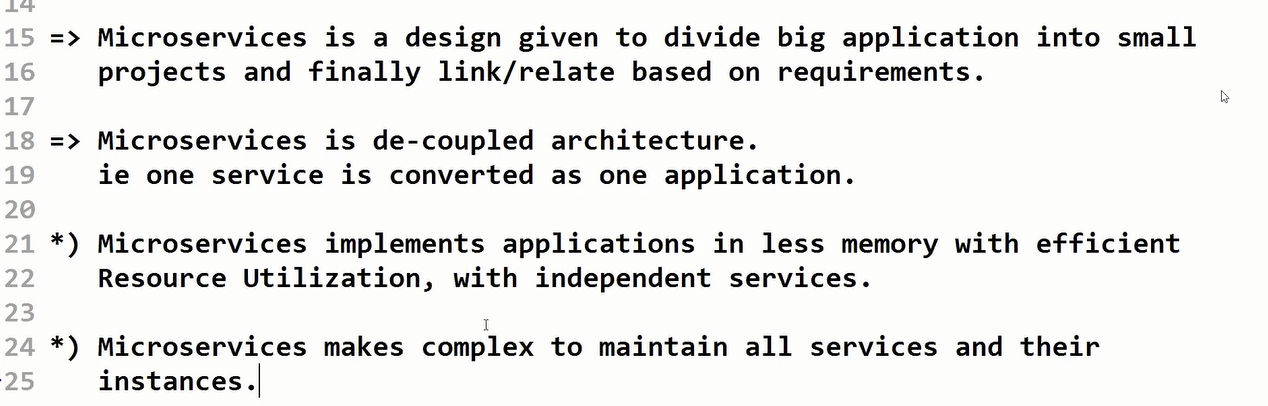 14
15 => Microservices is a design given to divide big application into small
16    projects and finally link/relate based on requirements.
17
18 => Microservices is de-coupled architecture.
19    ie one service is converted as one application.
20
21 *) Microservices implements applications in less memory with efficient
22    Resource Utilization, with independent services.
23
24 *) Microservices makes complex to maintain all services and their
25    instances.